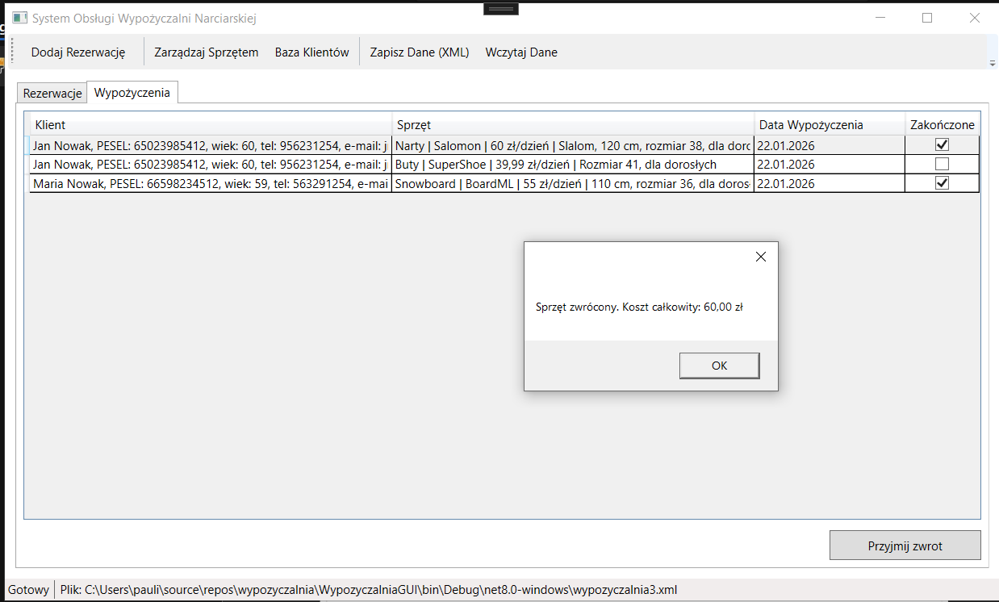 System Obsługi Wypożyczalni Narciarskiej
Dodaj Rezerwację Zarządzaj Sprzętem Baza Klientów Zapisz Dane (XML) Wczytaj Dane
Rezerwacje Wypożyczenia
Klient Sprzęt Data Wypożyczenia Zakończone
Jan Nowak, PESEL: 65023985412, wiek: 60, tel: 956231254, e-mail: j Narty | Salomon | 60 zł/dzień | Slalom, 120 cm, rozmiar 38, dla doro 22.01.2026
Jan Nowak, PESEL: 65023985412, wiek: 60, tel: 956231254, e-mail: j Buty | SuperShoe | 39,99 zł/dzień | Rozmiar 41, dla dorosłych 22.01.2026
Maria Nowak, PESEL: 66598234512, wiek: 59, tel: 563291254, e-mai Snowboard | BoardML | 55 zł/dzień | 110 cm, rozmiar 36, dla doros 22.01.2026
Sprzęt zwrócony. Koszt całkowity: 60,00 zł
OK
Przyjmij zwrot
Gotowy Plik: C:\Users\pauli\source\repos\wypozyczalnia\WypozyczalniaGUI\bin\Debug\net8.0-windows\wypozyczalnia3.xml